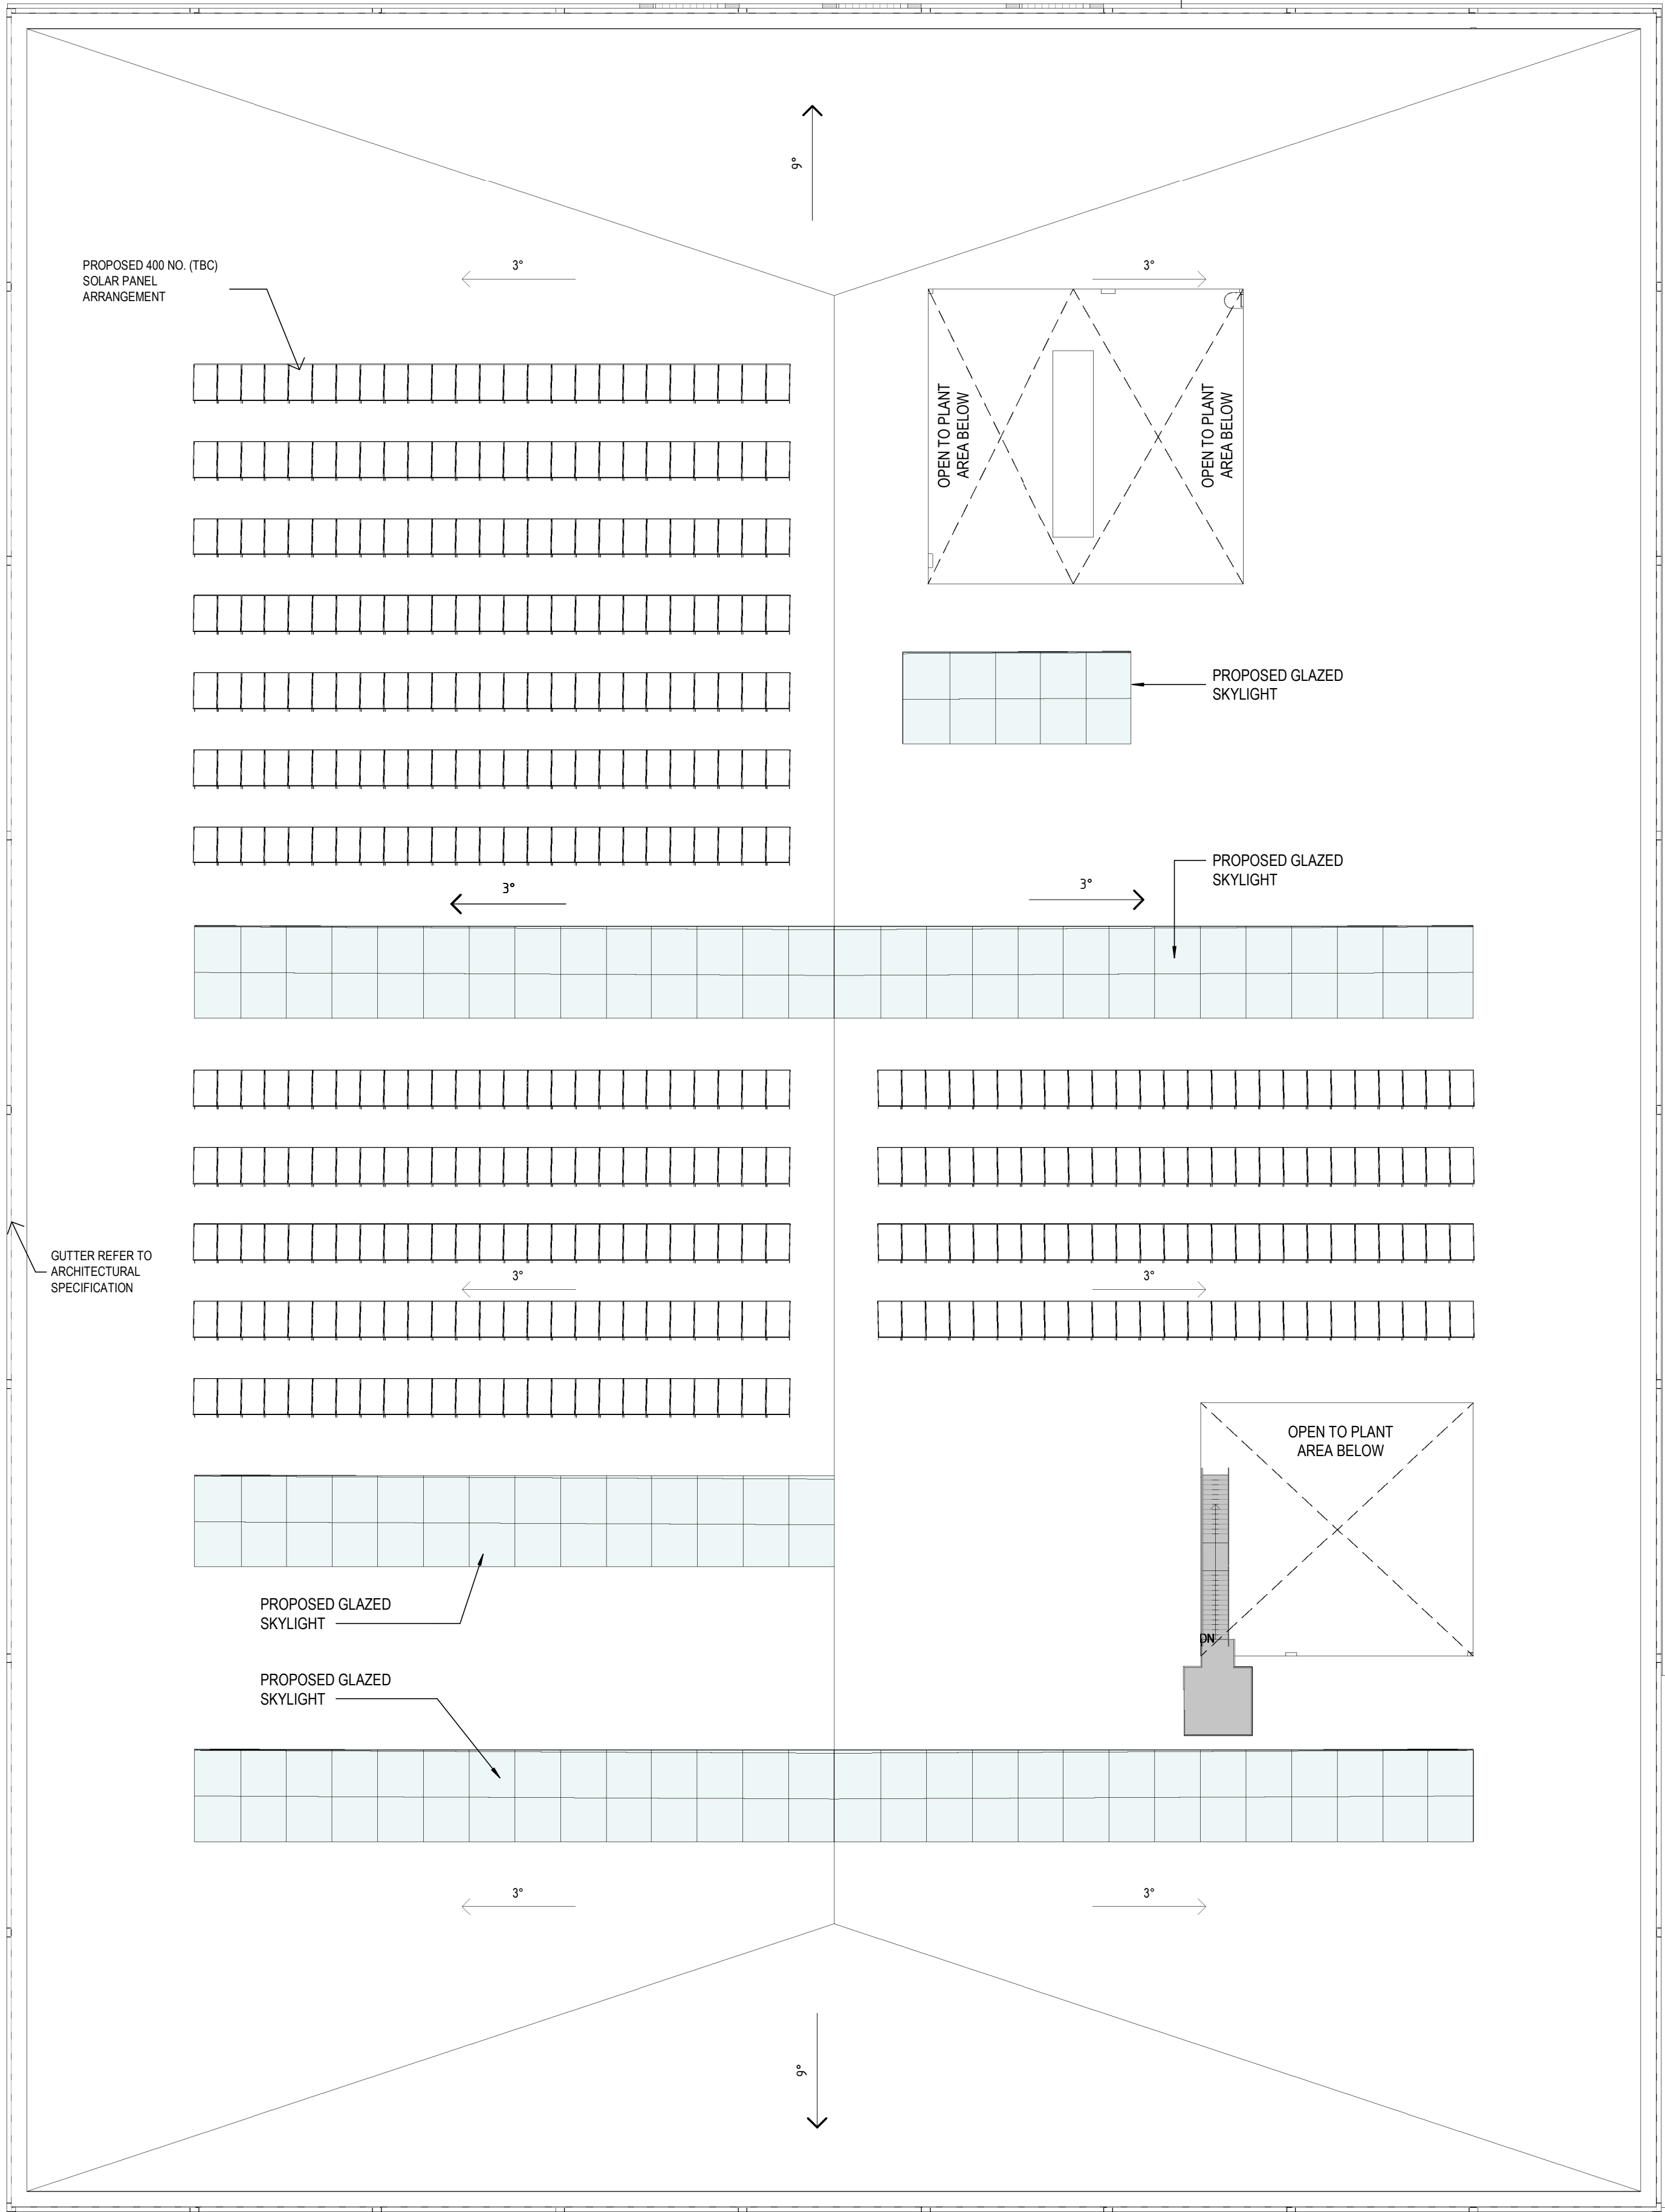 9°
PROPOSED 400 NO. (TBC)
SOLAR PANEL
ARRANGEMENT
3°
3°
OPEN TO PLANT
AREA BELOW
OPEN TO PLANT
AREA BELOW
PROPOSED GLAZED
SKYLIGHT
PROPOSED GLAZED
SKYLIGHT
3°
3°
GUTTER REFER TO
ARCHITECTURAL
SPECIFICATION
3°
3°
OPEN TO PLANT
AREA BELOW
PROPOSED GLAZED
SKYLIGHT
DN
PROPOSED GLAZED
SKYLIGHT
3°
3°
9°